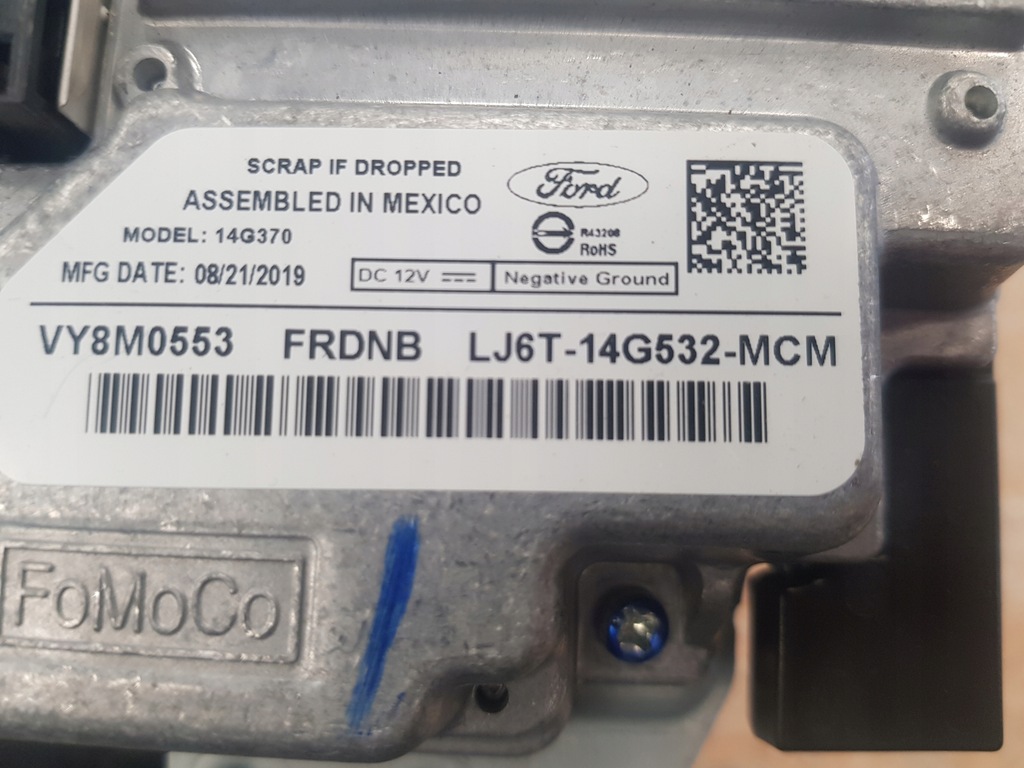 SCRAP IF DROPPED
ASSEMBLED IN MEXICO
MODEL: 14G370
MFG DATE: 08/21/2019
Ford
R43208
RoHS
DC 12V
Negative Ground
VY8M0553 FRDNB LJ6T-14G532-MCM
FoMoCo